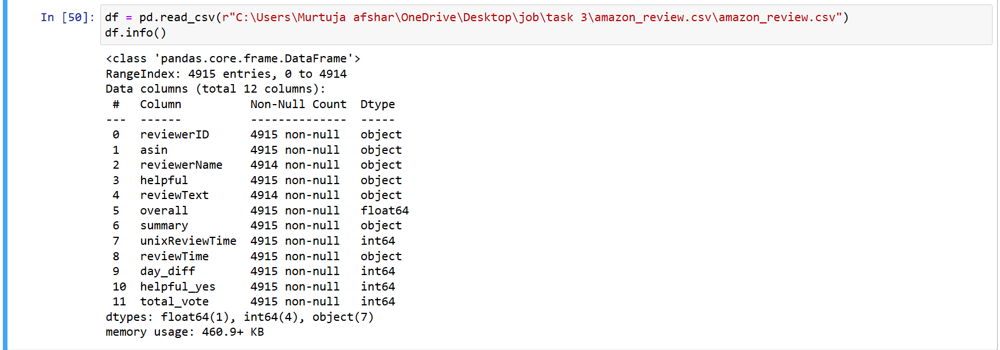 In [50]: df = pd.read_csv(r"C:\Users\Murtuja afshar\OneDrive\Desktop\job\task 3\amazon_review.csv\amazon_review.csv")
df.info()
<class 'pandas.core.frame.DataFrame'>
RangeIndex: 4915 entries, 0 to 4914
Data columns (total 12 columns):
 #   Column          Non-Null Count  Dtype
---  ------          --------------  -----
 0   reviewerID      4915 non-null   object
 1   asin            4915 non-null   object
 2   reviewerName    4914 non-null   object
 3   helpful         4915 non-null   object
 4   reviewText      4914 non-null   object
 5   overall         4915 non-null   float64
 6   summary         4915 non-null   object
 7   unixReviewTime  4915 non-null   int64
 8   reviewTime      4915 non-null   object
 9   day_diff        4915 non-null   int64
 10  helpful_yes     4915 non-null   int64
 11  total_vote      4915 non-null   int64
dtypes: float64(1), int64(4), object(7)
memory usage: 460.9+ KB